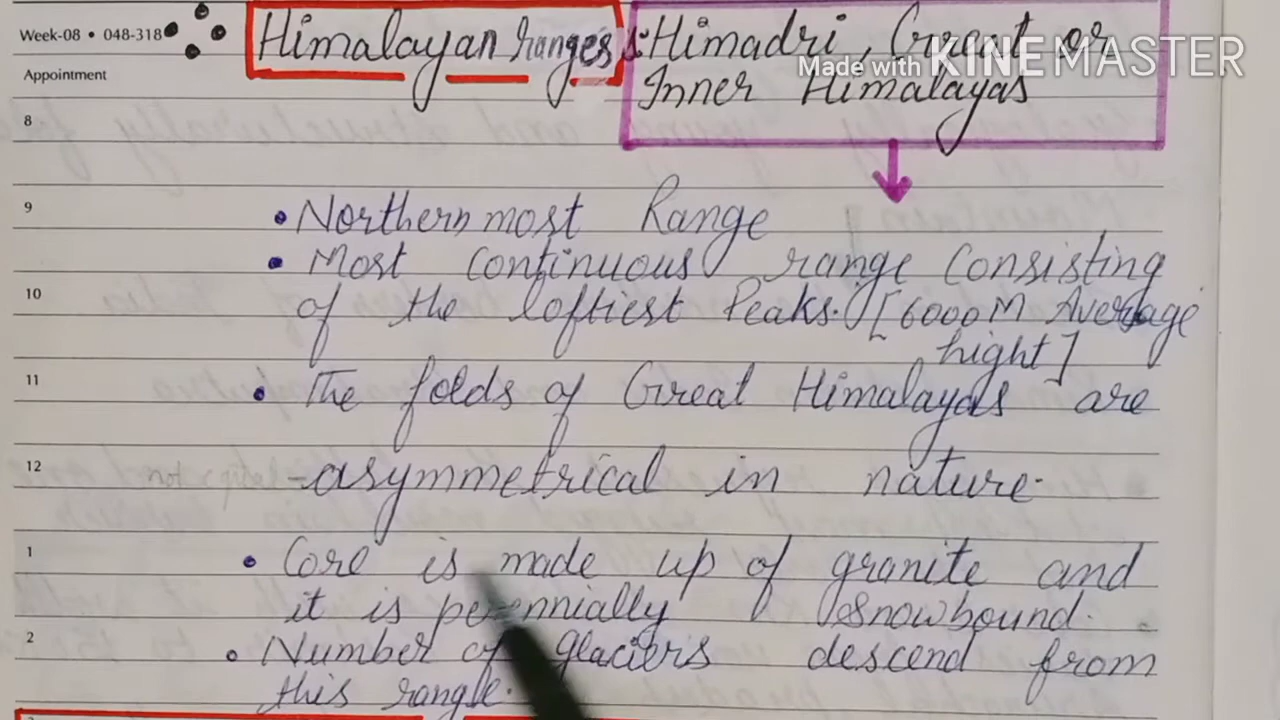 Week-08 • 048-318
Himalayan ranges :- Himadri, Great or
Made with KINEMASTER
Appointment
Inner Himalayas
8
9
• Northern most Range
• Most continuous range consisting
10
of the loftiest Peaks. [6000M Average
hight]
11
• The folds of Great Himalayas are
12
asymmetrical in nature.
1
• Core is made up of granite and
it is perennially snowbound.
2
• Number of glaciers descend from
this range.